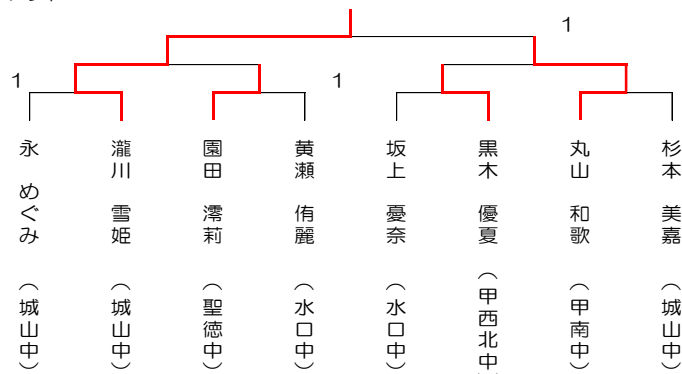 1
1
1
永 めぐみ (城山中)
瀧川 雪姫 (城山中)
園田 澪莉 (聖徳中)
黄瀬 侑麗 (水口中)
坂上 憂奈 (水口中)
黒木 優夏 (甲西北中)
丸山 和歌 (甲南中)
杉本 美嘉 (城山中)